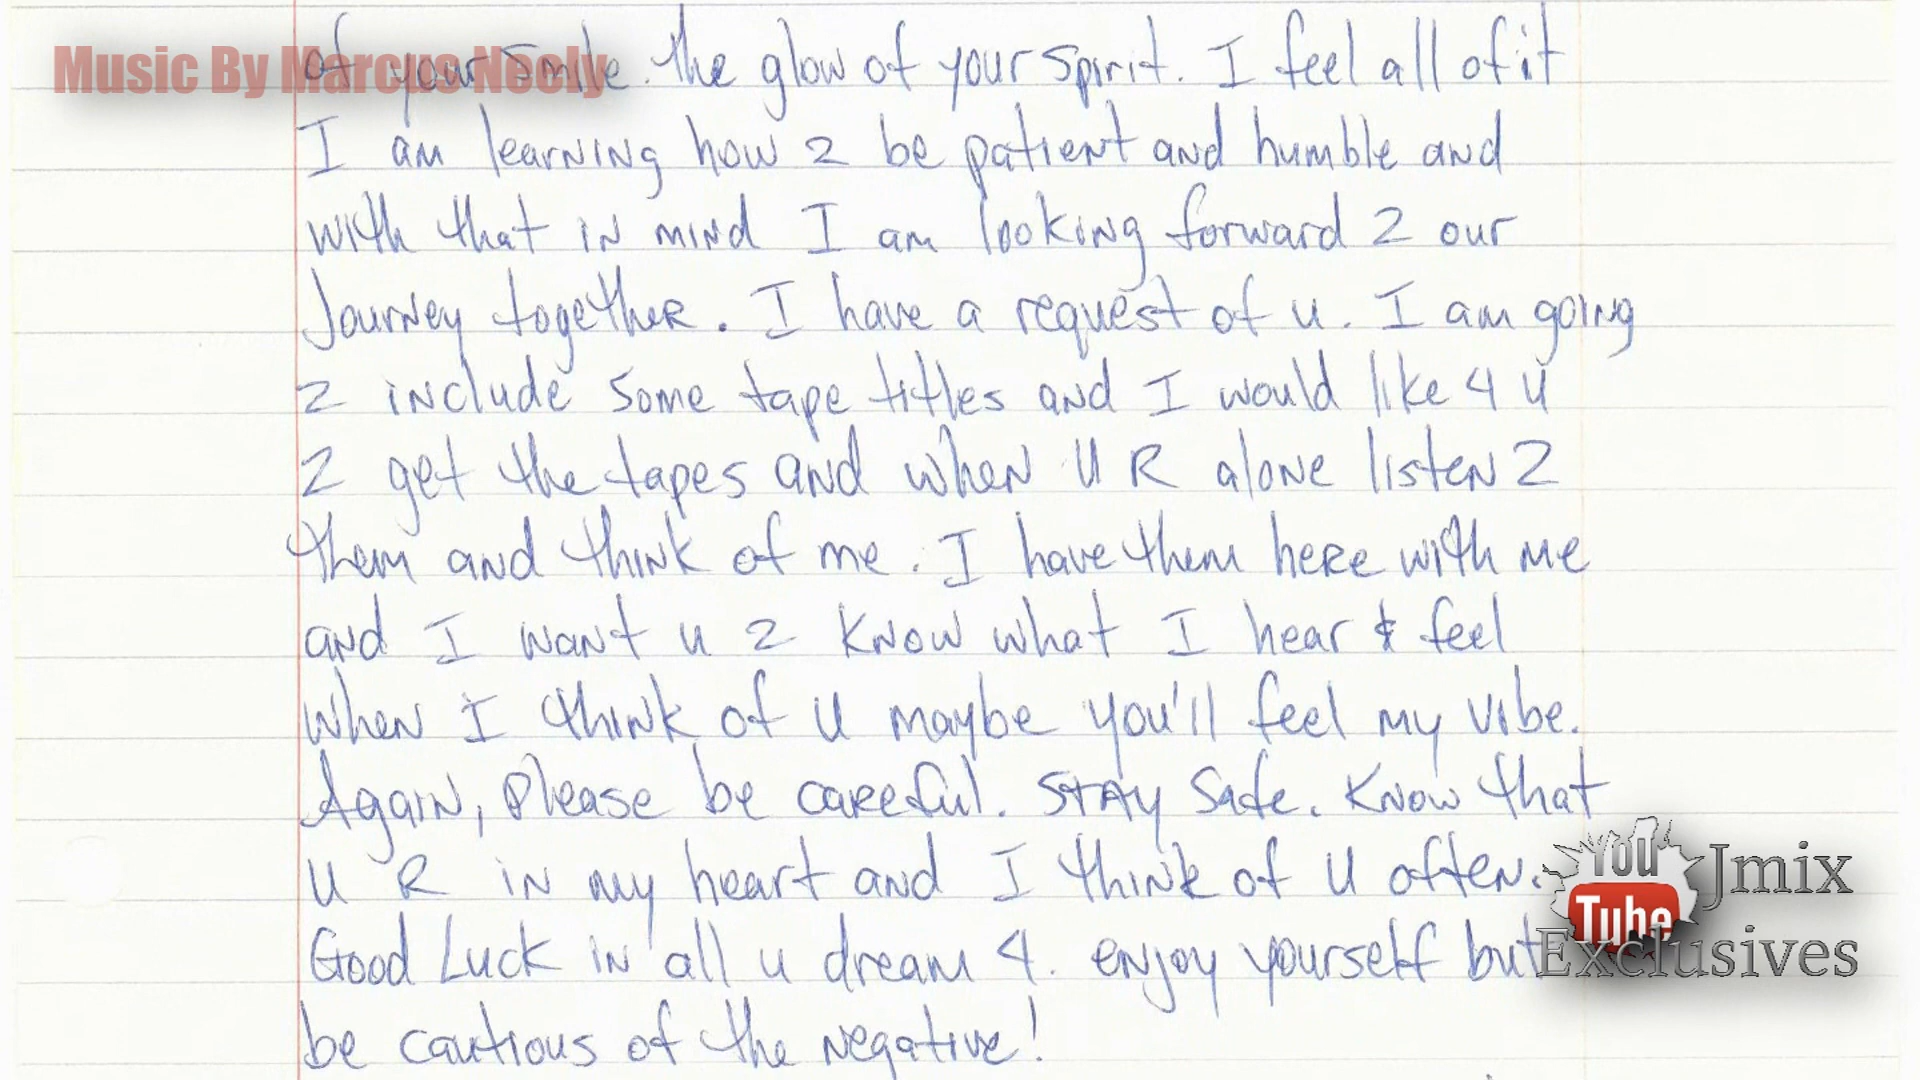 Music By Marcus Neely
of your smile. the glow of your spirit. I feel all of it
I am learning how 2 be patient and humble and
with that in mind I am looking forward 2 our
Journey together. I have a request of u. I am going
2 include some tape titles and I would like 4 U
2 get the tapes and when U R alone listen 2
them and think of me. I have them here with me
and I want u 2 know what I hear & feel
when I think of U maybe you'll feel my vibe.
Again, please be careful. STAY Safe. Know that
U R in my heart and I think of U often.
Good Luck in all u dream 4. enjoy yourself but
be cautious of the negative!
You
Tube
Jmix
Exclusives